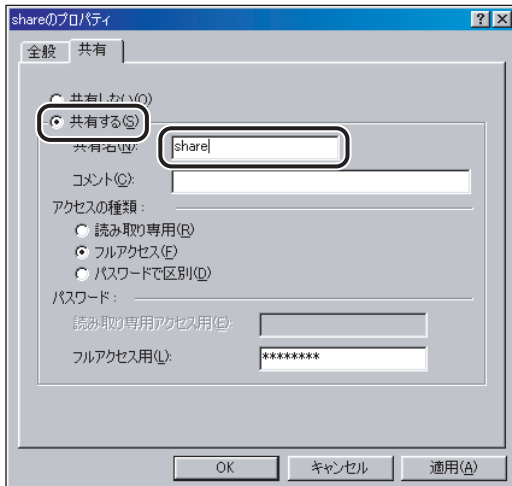 shareのプロパティ
全般 共有
共有しない(O)
共有する(S)
共有名(N): share
コメント(C):
アクセスの種類:
読み取り専用(R)
フルアクセス(F)
パスワードで区別(D)
パスワード:
読み取り専用アクセス用(E):
フルアクセス用(L): ********
OK キャンセル 適用(A)